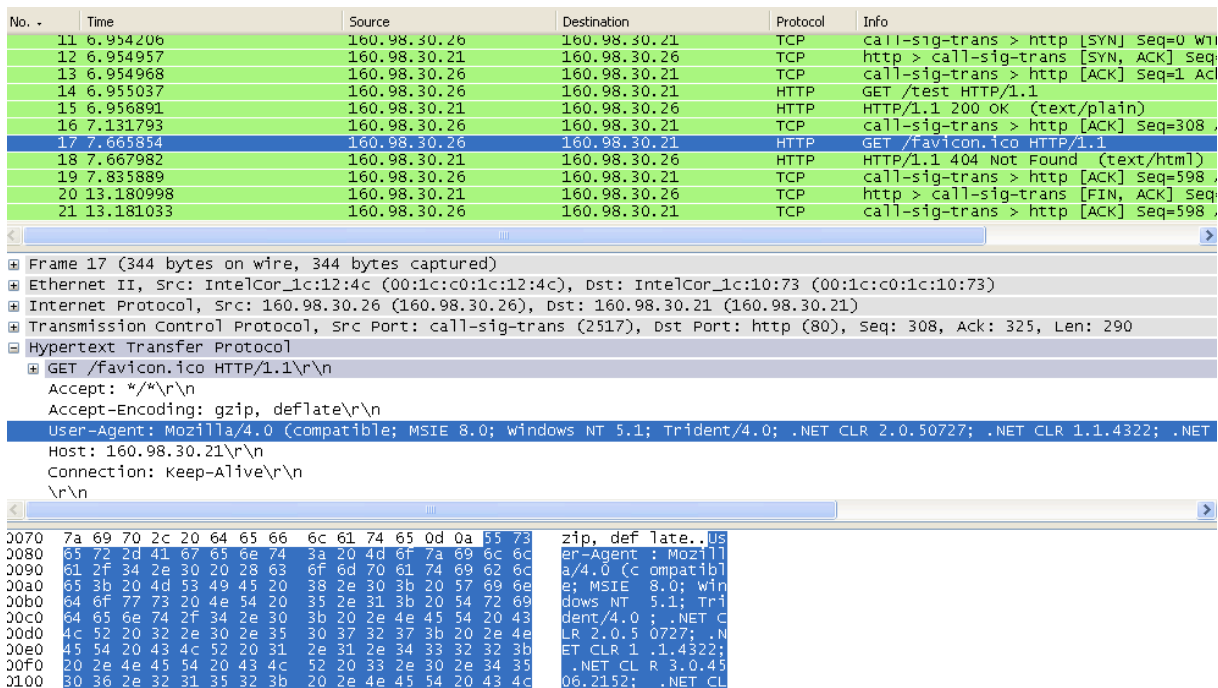 No. - Time Source Destination Protocol Info
11 6.954206 160.98.30.26 160.98.30.21 TCP call-sig-trans > http [SYN] Seq=0 Wi
12 6.954957 160.98.30.21 160.98.30.26 TCP http > call-sig-trans [SYN, ACK] Seq
13 6.954968 160.98.30.26 160.98.30.21 TCP call-sig-trans > http [ACK] Seq=1 Ac
14 6.955037 160.98.30.26 160.98.30.21 HTTP GET /test HTTP/1.1
15 6.956891 160.98.30.21 160.98.30.26 HTTP HTTP/1.1 200 OK (text/plain)
16 7.131793 160.98.30.26 160.98.30.21 TCP call-sig-trans > http [ACK] Seq=308
17 7.665854 160.98.30.26 160.98.30.21 HTTP GET /favicon.ico HTTP/1.1
18 7.667982 160.98.30.21 160.98.30.26 HTTP HTTP/1.1 404 Not Found (text/html)
19 7.835889 160.98.30.26 160.98.30.21 TCP call-sig-trans > http [ACK] Seq=598
20 13.180998 160.98.30.21 160.98.30.26 TCP http > call-sig-trans [FIN, ACK] Seq
21 13.181033 160.98.30.26 160.98.30.21 TCP call-sig-trans > http [ACK] Seq=598
Frame 17 (344 bytes on wire, 344 bytes captured)
Ethernet II, Src: IntelCor_1c:12:4c (00:1c:c0:1c:12:4c), Dst: IntelCor_1c:10:73 (00:1c:c0:1c:10:73)
Internet Protocol, Src: 160.98.30.26 (160.98.30.26), Dst: 160.98.30.21 (160.98.30.21)
Transmission Control Protocol, Src Port: call-sig-trans (2517), Dst Port: http (80), Seq: 308, Ack: 325, Len: 290
Hypertext Transfer Protocol
GET /favicon.ico HTTP/1.1\r\n
Accept: */*\r\n
Accept-Encoding: gzip, deflate\r\n
User-Agent: Mozilla/4.0 (compatible; MSIE 8.0; Windows NT 5.1; Trident/4.0; .NET CLR 2.0.50727; .NET CLR 1.1.4322; .NET
Host: 160.98.30.21\r\n
Connection: Keep-Alive\r\n
\r\n
0070 7a 69 70 2c 20 64 65 66 6c 61 74 65 0d 0a 55 73 zip, def late..Us
0080 65 72 2d 41 67 65 6e 74 3a 20 4d 6f 7a 69 6c 6c er-Agent : Mozill
0090 61 2f 34 2e 30 20 28 63 6f 6d 70 61 74 69 62 6c a/4.0 (c ompatibl
00a0 65 3b 20 4d 53 49 45 20 38 2e 30 3b 20 57 69 6e e; MSIE 8.0; Win
00b0 64 6f 77 73 20 4e 54 20 35 2e 31 3b 20 54 72 69 dows NT 5.1; Tri
00c0 64 65 6e 74 2f 34 2e 30 3b 20 2e 4e 45 54 20 43 dent/4.0 ; .NET C
00d0 4c 52 20 32 2e 30 2e 35 30 37 32 37 3b 20 2e 4e LR 2.0.5 0727; .N
00e0 45 54 20 43 4c 52 20 31 2e 31 2e 34 33 32 32 3b ET CLR 1 .1.4322;
00f0 20 2e 4e 45 54 20 43 4c 52 20 33 2e 30 2e 34 35 .NET CL R 3.0.45
0100 30 36 2e 32 31 35 32 3b 20 2e 4e 45 54 20 43 4c 06.2152; .NET CL